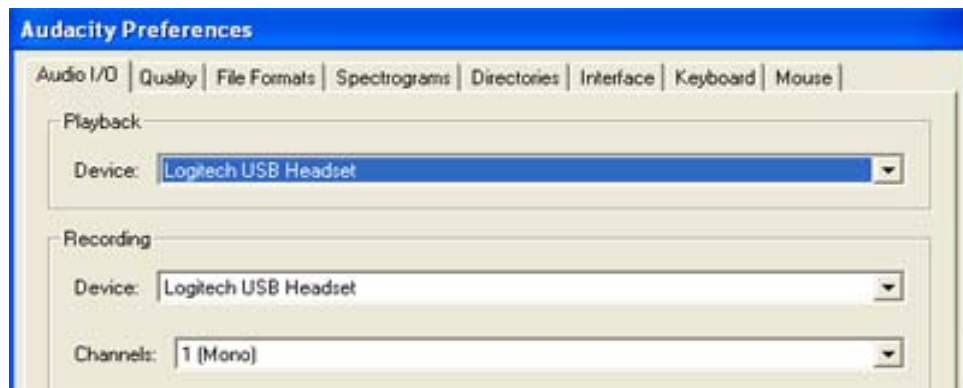 Audacity Preferences
Audio I/O Quality File Formats Spectrograms Directories Interface Keyboard Mouse
Playback
Device: Logitech USB Headset
Recording
Device: Logitech USB Headset
Channels: 1 (Mono)